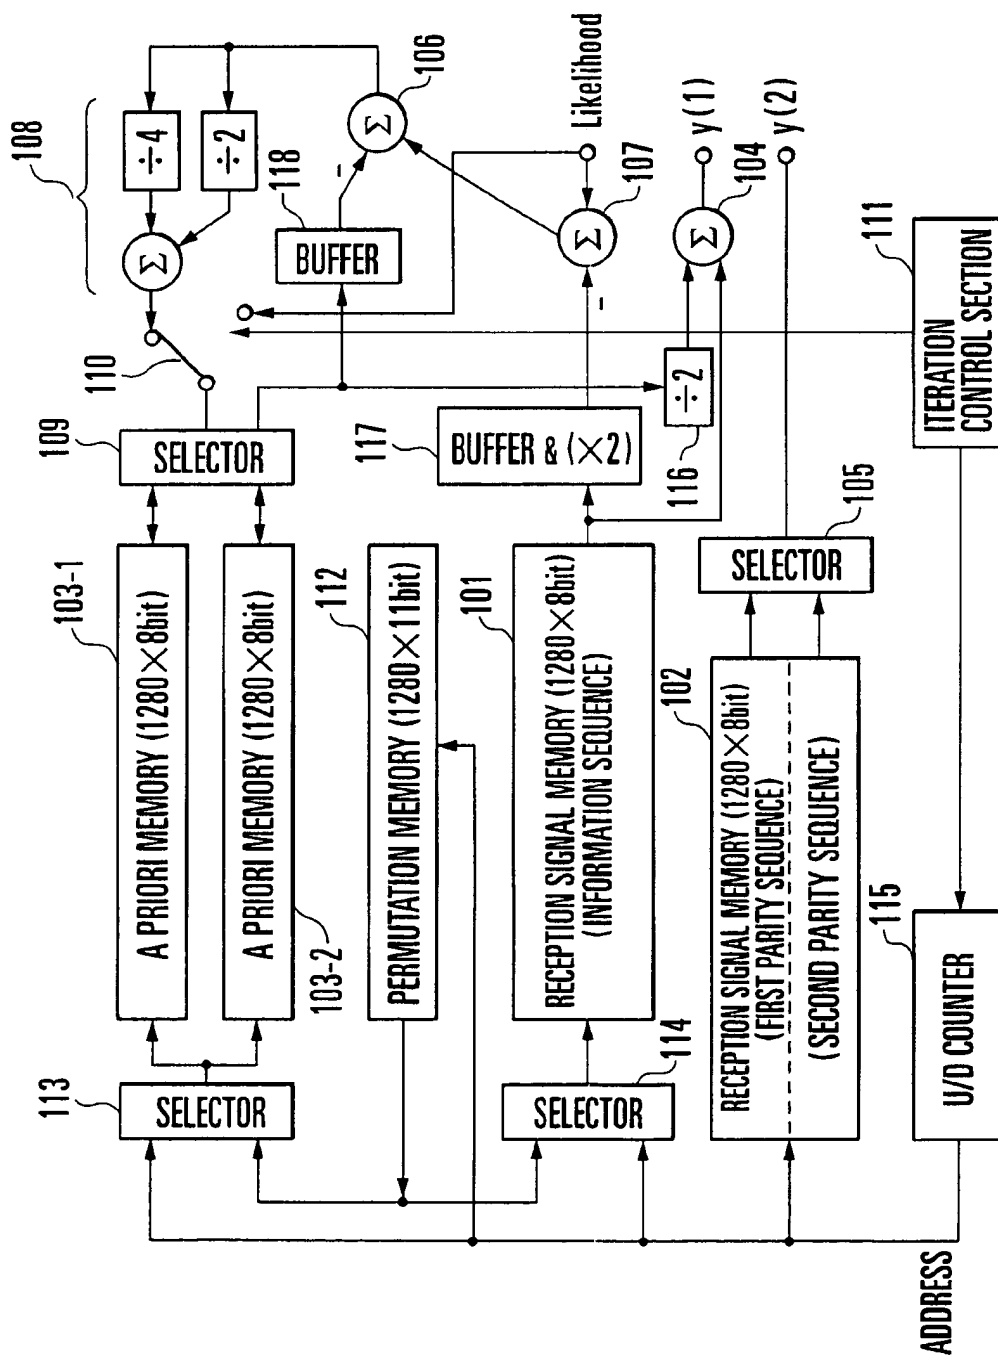 108
÷4
÷2
Σ
118
BUFFER
−
Σ
106
Likelihood
110
109
SELECTOR
117
BUFFER & (×2)
−
Σ
107
÷2
116
Σ
104
y(1)
y(2)
103-1
A PRIORI MEMORY (1280×8bit)
A PRIORI MEMORY (1280×8bit)
103-2
112
PERMUTATION MEMORY (1280×11bit)
101
RECEPTION SIGNAL MEMORY (1280×8bit)
(INFORMATION SEQUENCE)
102
RECEPTION SIGNAL MEMORY (1280×8bit)
(FIRST PARITY SEQUENCE)
(SECOND PARITY SEQUENCE)
105
SELECTOR
111
ITERATION
CONTROL SECTION
113
SELECTOR
114
SELECTOR
115
U/D COUNTER
ADDRESS